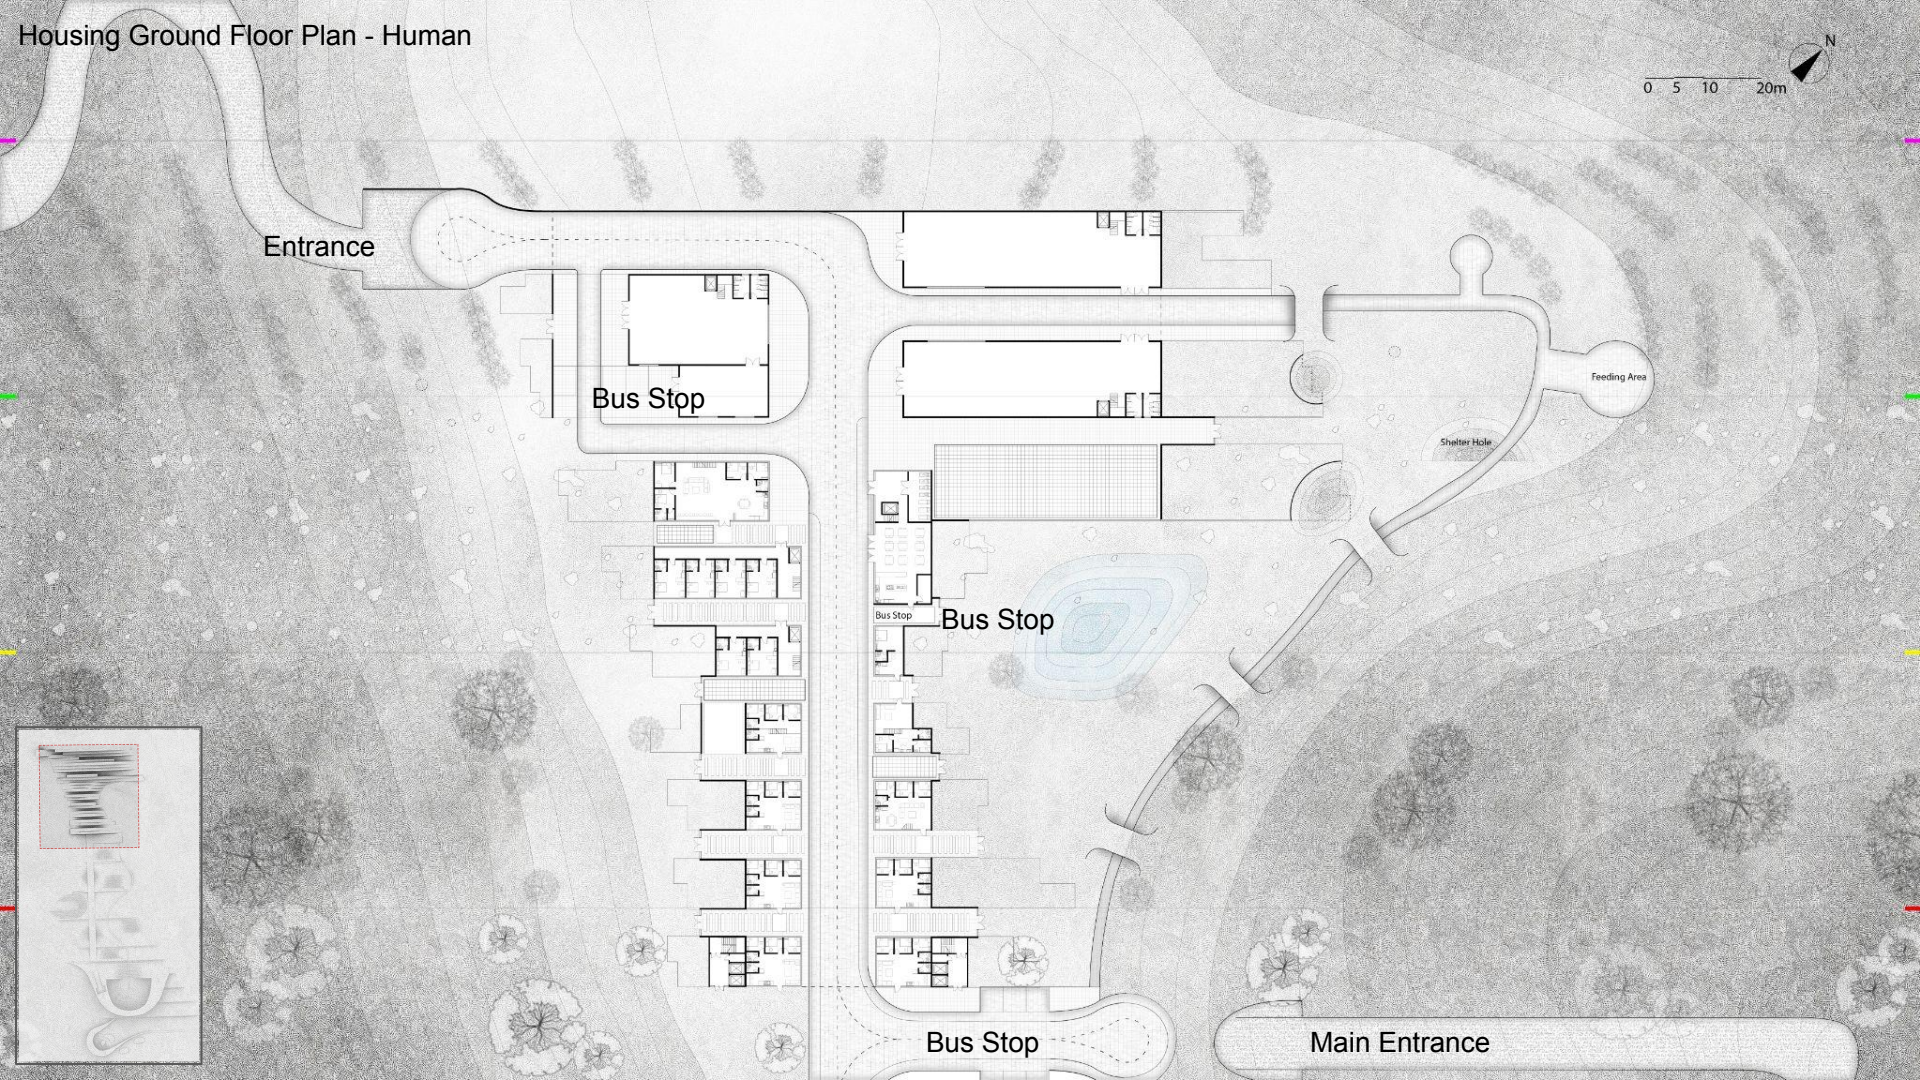 Housing Ground Floor Plan - Human
N
0 5 10 20m
Entrance
Feeding Area
Bus Stop
Shelter Hole
Bus Stop
Bus Stop
Bus Stop
Main Entrance